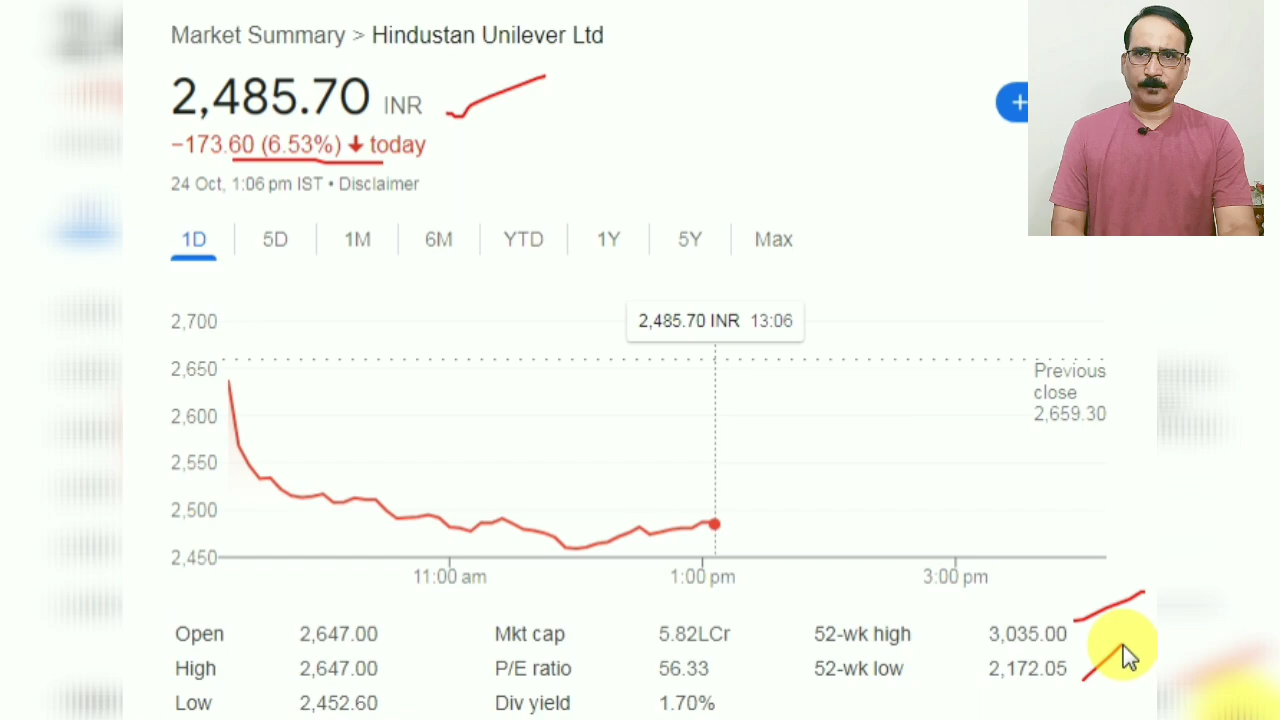 Market Summary > Hindustan Unilever Ltd
2,485.70 INR
−173.60 (6.53%) today
24 Oct, 1:06 pm IST • Disclaimer
1D 5D 1M 6M YTD 1Y 5Y Max
2,485.70 INR 13:06
2,700
2,650
2,600
2,550
2,500
2,450
Previous
close
2,659.30
11:00 am 1:00 pm 3:00 pm
Open 2,647.00 Mkt cap 5.82LCr 52-wk high 3,035.00
High 2,647.00 P/E ratio 56.33 52-wk low 2,172.05
Low 2,452.60 Div yield 1.70%